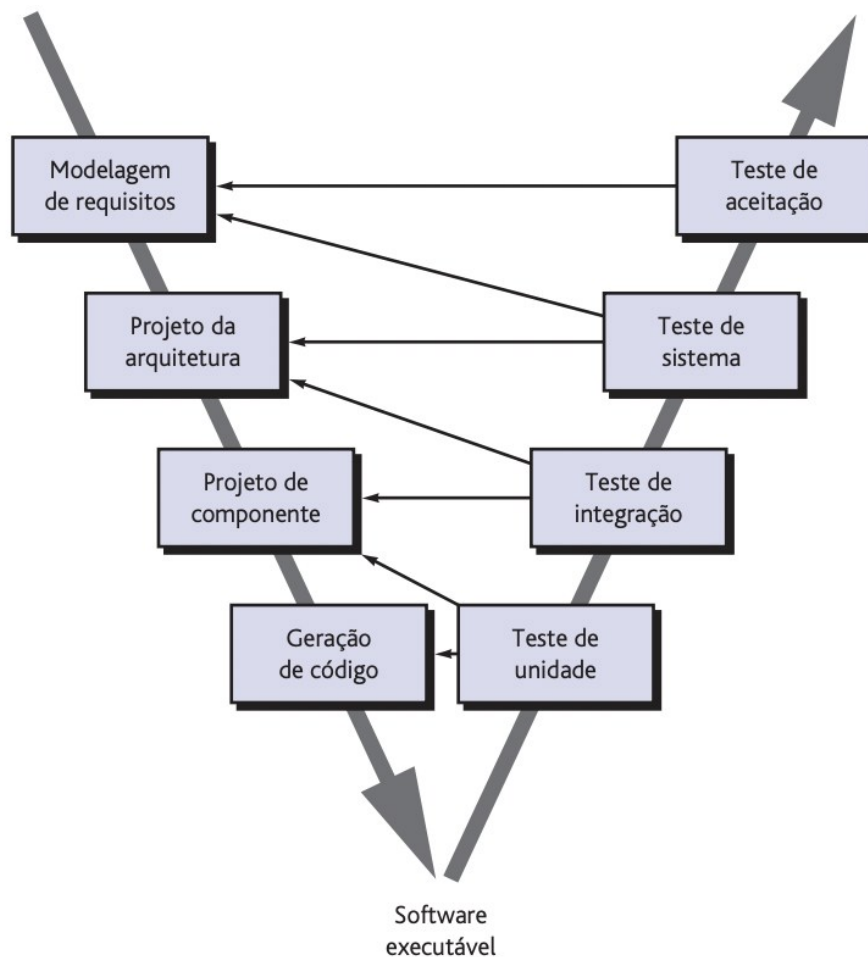 Modelagem
de requisitos
Teste de
aceitação
Projeto da
arquitetura
Teste de
sistema
Projeto de
componente
Teste de
integração
Geração
de código
Teste de
unidade
Software
executável